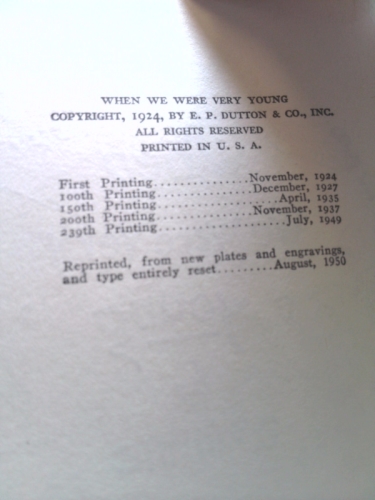 WHEN WE WERE VERY YOUNG
COPYRIGHT, 1924, BY E. P. DUTTON & CO., INC.
ALL RIGHTS RESERVED
PRINTED IN U. S. A.
First Printing................November, 1924
100th Printing................December, 1927
150th Printing....................April, 1935
200th Printing................November, 1937
239th Printing.....................July, 1949
Reprinted, from new plates and engravings,
and type entirely reset.........August, 1950